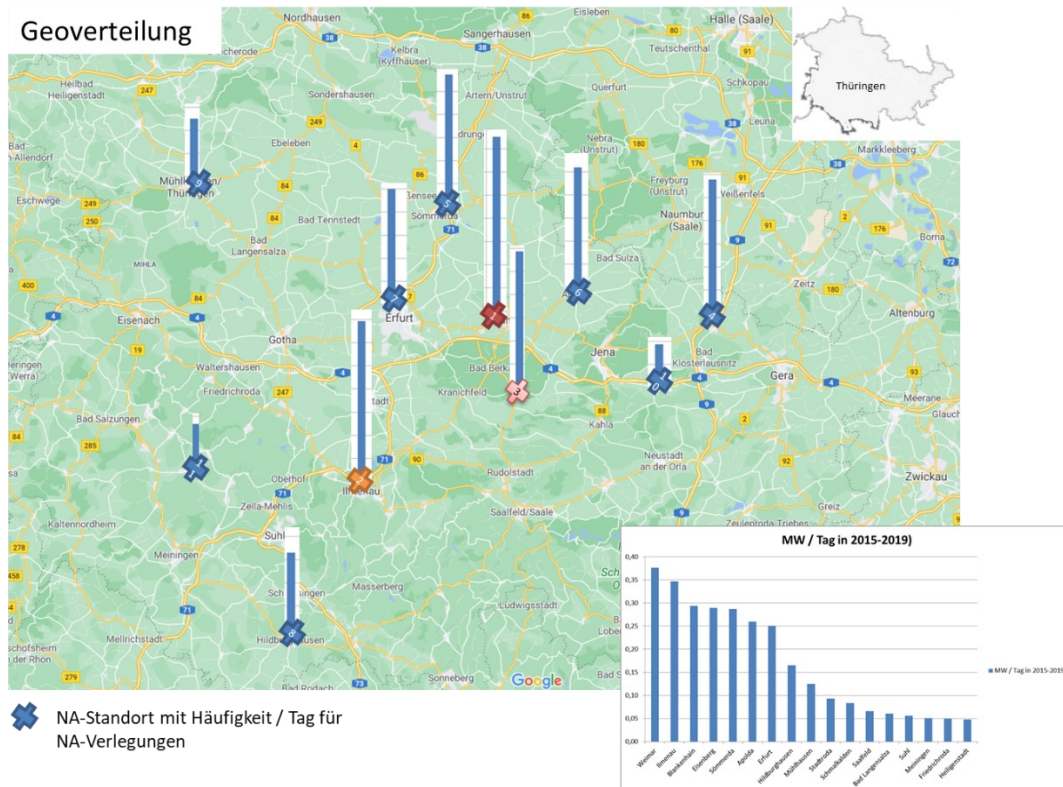 Geoverteilung
Thüringen
Nordhausen
Eisleben
Halle (Saale)
Sangerhausen
Teutschenthal
Kelbra
(Kyffhäuser)
Heilbad
Heiligenstadt
Sondershausen
Artern/Unstrut
Querfurt
Schkopau
Leuna
Markkleeberg
Bad
Allendorf
Ebeleben
Nebra
(Unstrut)
Freyburg
(Unstrut)
Weißenfels
Eschwege
Bad Tennstedt
Sömmerda
Naumburg
(Saale)
Borna
Bad
Langensalza
Bad Sulza
Zeitz
MIHLA
Eisenach
Erfurt
Altenburg
Gotha
Jena
Bad
Klosterlausnitz
Gera
Waltershausen
Bad Berka
Friedrichroda
Kranichfeld
Meerane
Glauchau
Bad Salzungen
Kahla
Neustadt
an der Orla
Oberhof
Rudolstadt
Zwickau
Zella-Mehlis
Saalfeld/Saale
Greiz
Kaltennordheim
Suhl
Zeulenroda-Triebes
Meiningen
Masserberg
Ludwigsstadt
Mellrichstadt
Bad Rodach
Sonneberg
Google
NA-Standort mit Häufigkeit / Tag für
NA-Verlegungen
MW / Tag in 2015-2019)
0,40
0,35
0,30
0,25
0,20
0,15
0,10
0,05
0,00
MW / Tag in 2015-2019
Weimar
Ilmenau
Blankenhain
Eisenberg
Sömmerda
Apolda
Erfurt
Hildburghausen
Mühlhausen
Stadtroda
Schmalkalden
Saalfeld
Bad Langensalza
Suhl
Meiningen
Friedrichroda
Heiligenstadt